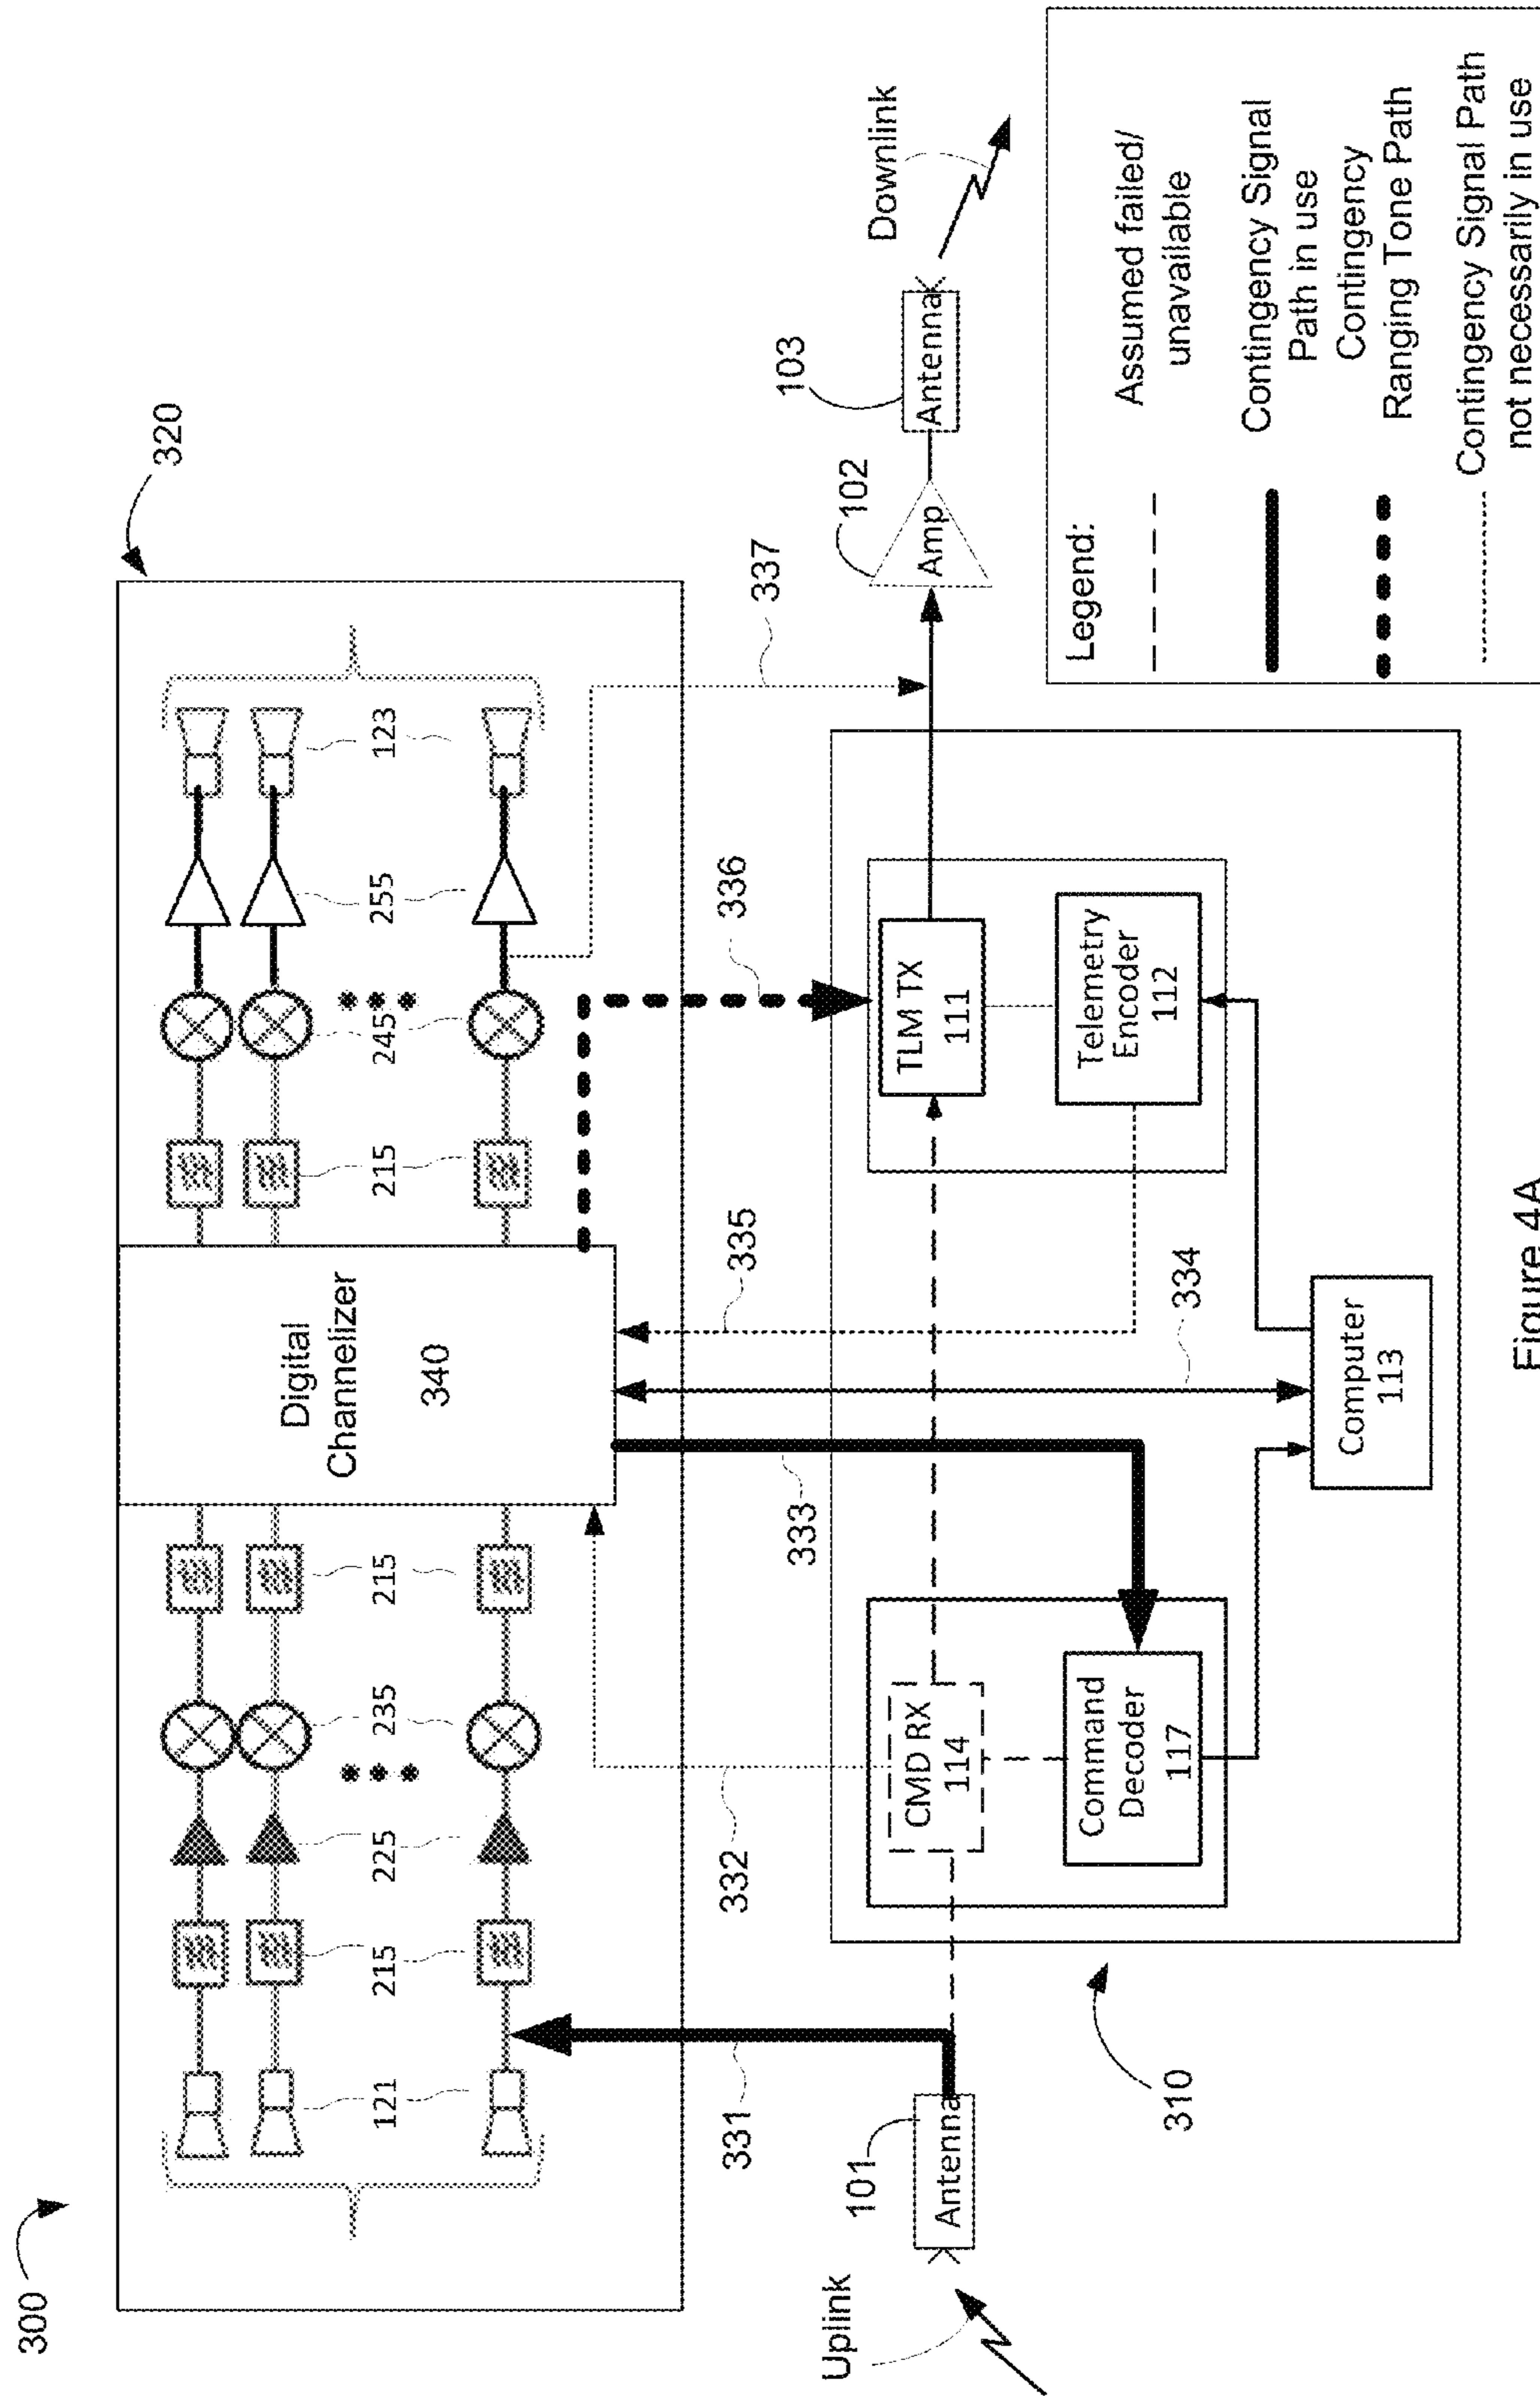 300
320
121
215
225
235
215
Digital
Channelizer
340
215
245
255
123
331
332
333
335
334
336
337
Uplink
101
Antenna
310
CMD RX
114
Command
Decoder
117
TLM TX
111
Telemetry
Encoder
112
Computer
113
102
Amp
103
Antenna
Downlink
Legend:
Assumed failed/
unavailable
Contingency Signal
Path in use
Contingency
Ranging Tone Path
Contingency Signal Path
not necessarily in use
Figure 4A